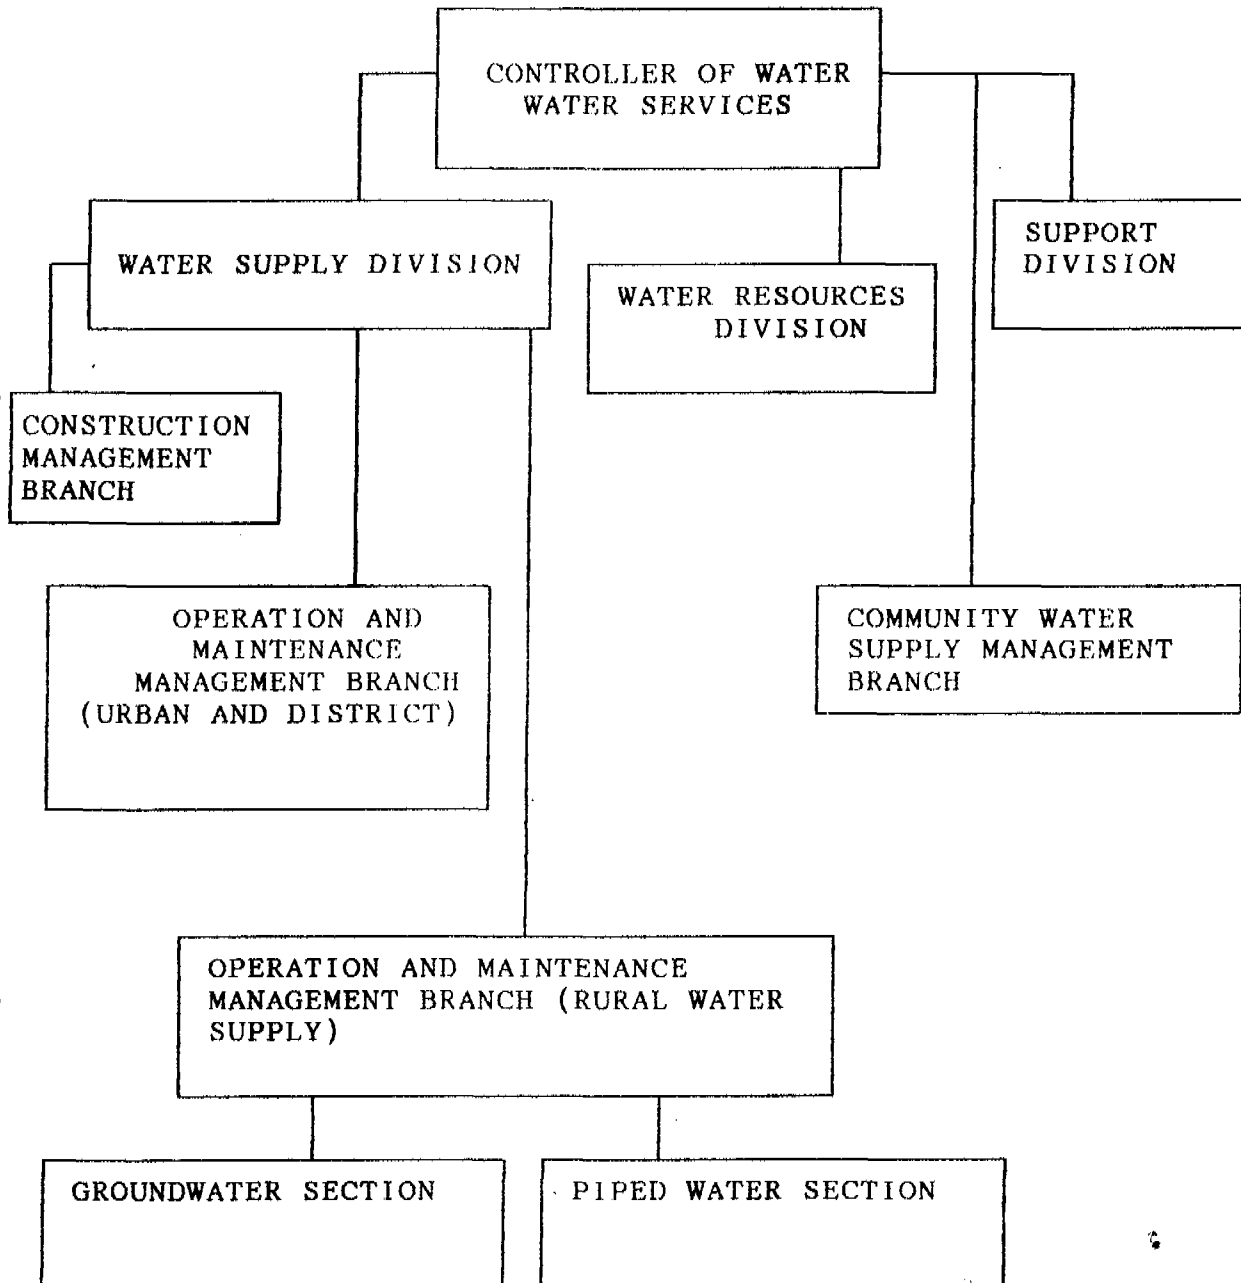 CONTROLLER OF WATER
WATER SERVICES
WATER SUPPLY DIVISION
WATER RESOURCES
DIVISION
SUPPORT
DIVISION
CONSTRUCTION
MANAGEMENT
BRANCH
OPERATION AND
MAINTENANCE
MANAGEMENT BRANCH
(URBAN AND DISTRICT)
COMMUNITY WATER
SUPPLY MANAGEMENT
BRANCH
OPERATION AND MAINTENANCE
MANAGEMENT BRANCH (RURAL WATER
SUPPLY)
GROUNDWATER SECTION
PIPED WATER SECTION